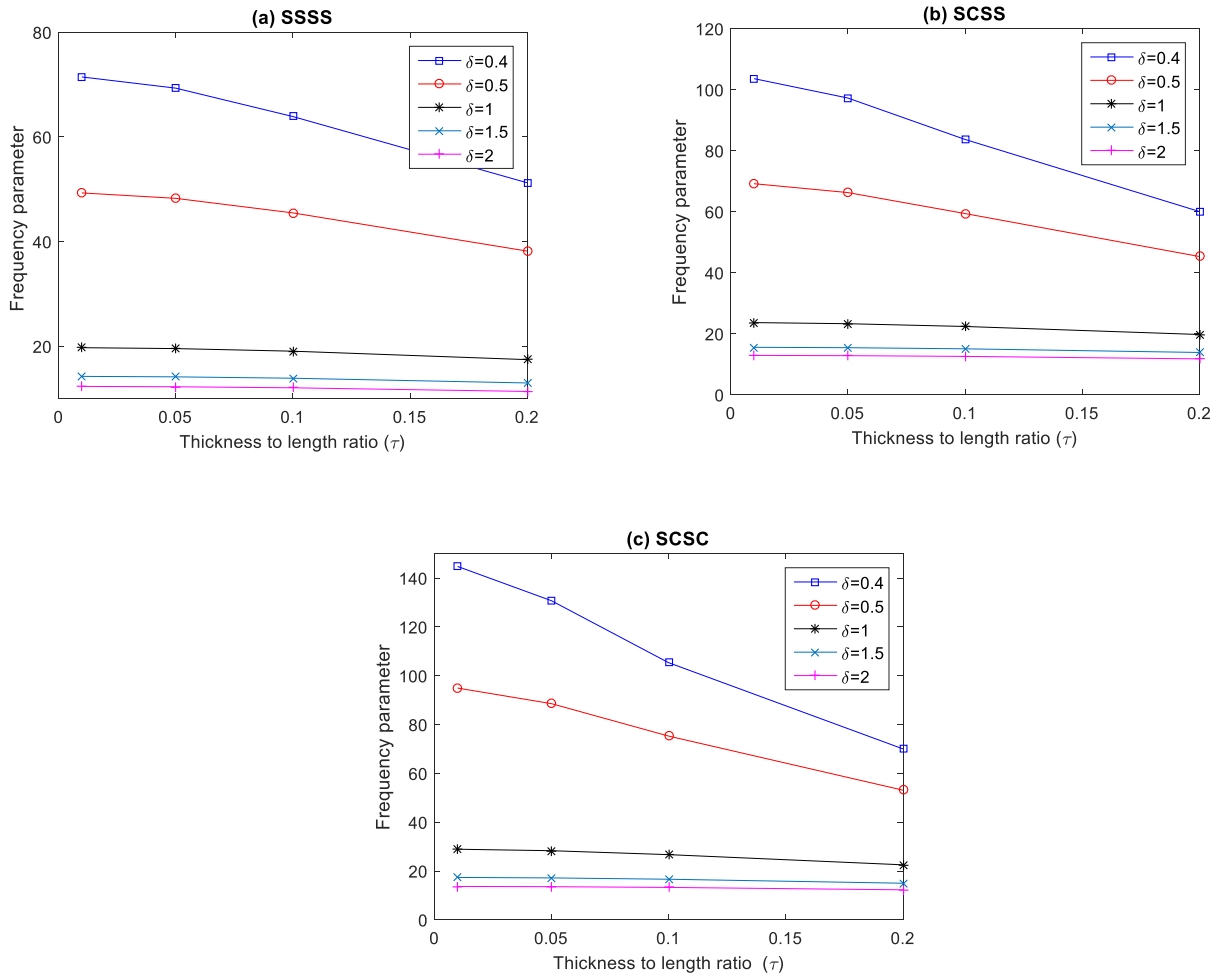 (a) SSSS
80
60
40
20
Frequency parameter
0 0.05 0.1 0.15 0.2
Thickness to length ratio (τ)
δ=0.4
δ=0.5
δ=1
δ=1.5
δ=2
(b) SCSS
120
100
80
60
40
20
0
Frequency parameter
0 0.05 0.1 0.15 0.2
Thickness to length ratio (τ)
δ=0.4
δ=0.5
δ=1
δ=1.5
δ=2
(c) SCSC
140
120
100
80
60
40
20
0
Frequency parameter
0 0.05 0.1 0.15 0.2
Thickness to length ratio (τ)
δ=0.4
δ=0.5
δ=1
δ=1.5
δ=2